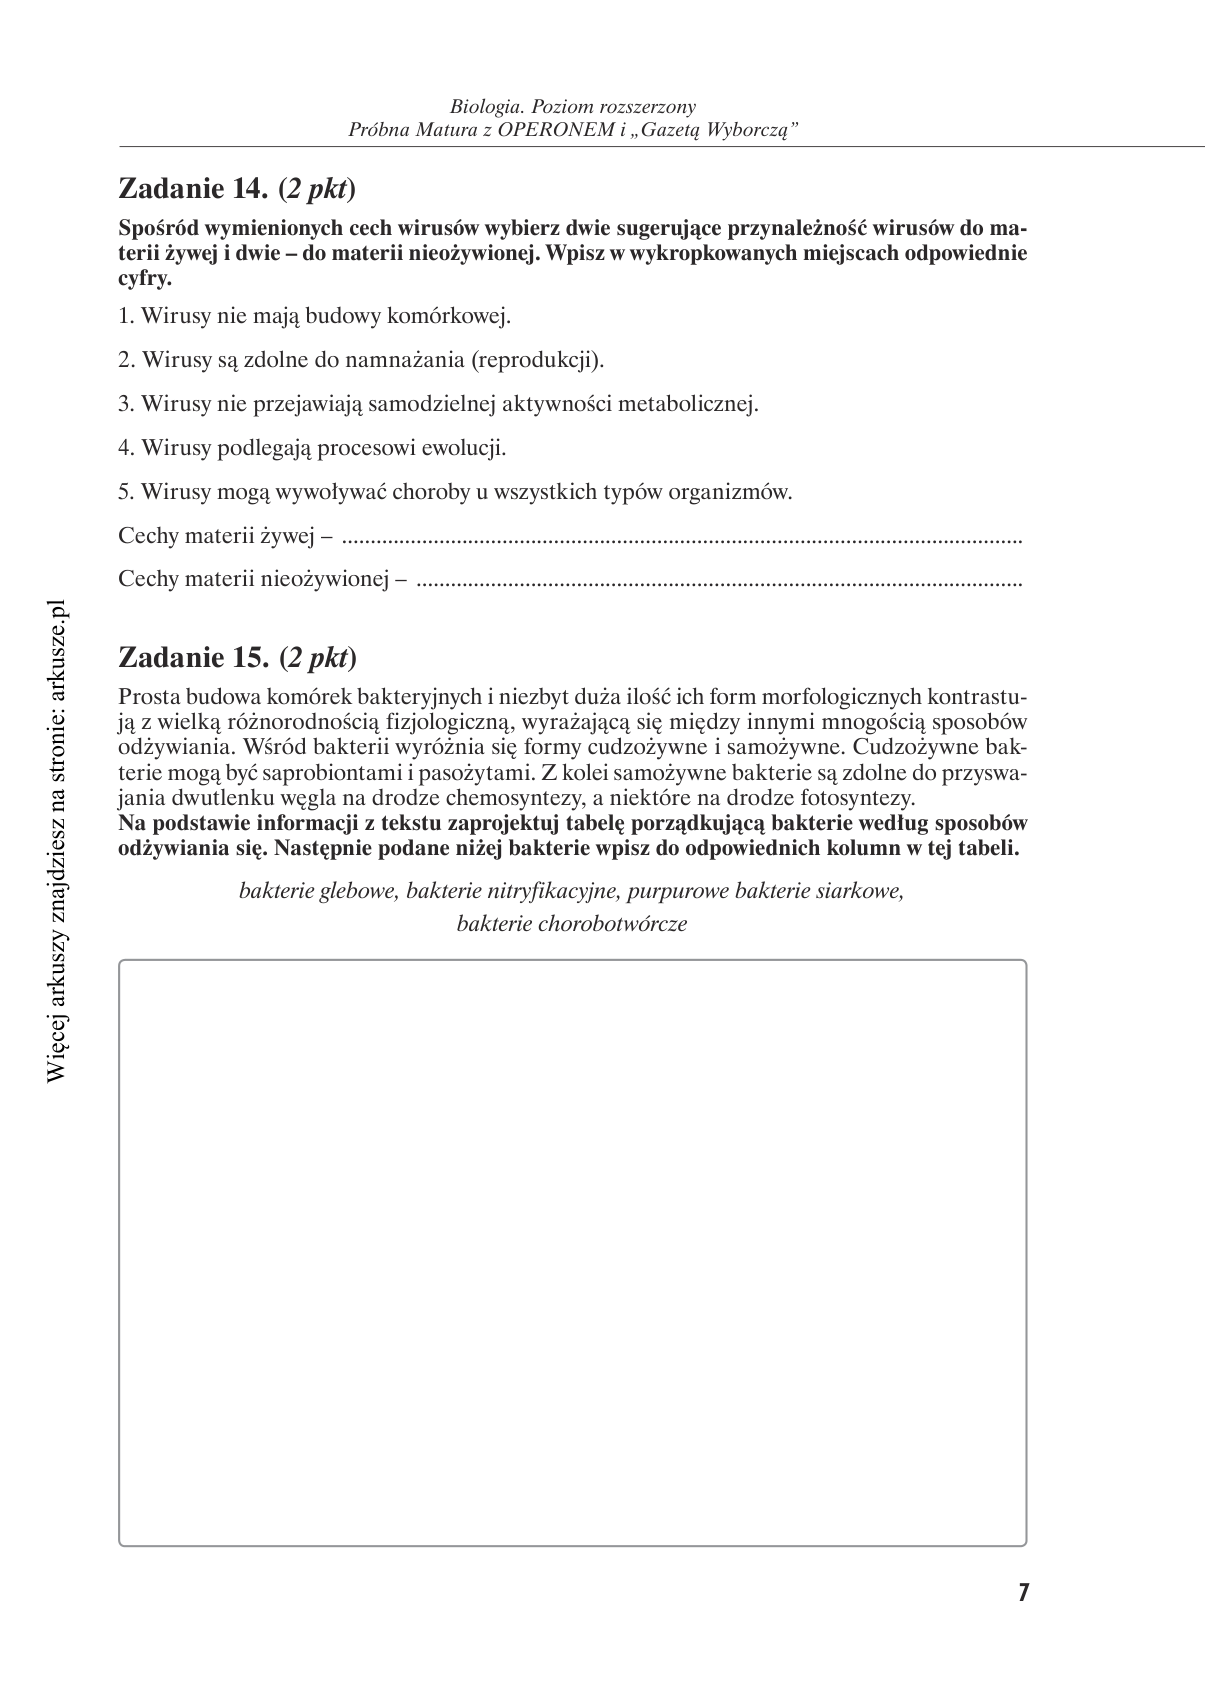 Biologia. Poziom rozszerzony
Próbna Matura z OPERONEM i „Gazetą Wyborczą”
Zadanie 14. (2 pkt)
Spośród wymienionych cech wirusów wybierz dwie sugerujące przynależność wirusów do ma-
terii żywej i dwie – do materii nieożywionej. Wpisz w wykropkowanych miejscach odpowiednie
cyfry.
1. Wirusy nie mają budowy komórkowej.
2. Wirusy są zdolne do namnażania (reprodukcji).
3. Wirusy nie przejawiają samodzielnej aktywności metabolicznej.
4. Wirusy podlegają procesowi ewolucji.
5. Wirusy mogą wywoływać choroby u wszystkich typów organizmów.
Cechy materii żywej – .......................................................................................................................
Cechy materii nieożywionej – ..........................................................................................................
Zadanie 15. (2 pkt)
Prosta budowa komórek bakteryjnych i niezbyt duża ilość ich form morfologicznych kontrastu-
ją z wielką różnorodnością fizjologiczną, wyrażającą się między innymi mnogością sposobów
odżywiania. Wśród bakterii wyróżnia się formy cudzożywne i samożywne. Cudzożywne bak-
terie mogą być saprobiontami i pasożytami. Z kolei samożywne bakterie są zdolne do przyswa-
jania dwutlenku węgla na drodze chemosyntezy, a niektóre na drodze fotosyntezy.
Na podstawie informacji z tekstu zaprojektuj tabelę porządkującą bakterie według sposobów
odżywiania się. Następnie podane niżej bakterie wpisz do odpowiednich kolumn w tej tabeli.
bakterie glebowe, bakterie nitryfikacyjne, purpurowe bakterie siarkowe,
bakterie chorobotwórcze
Więcej arkuszy znajdziesz na stronie: arkusze.pl
7